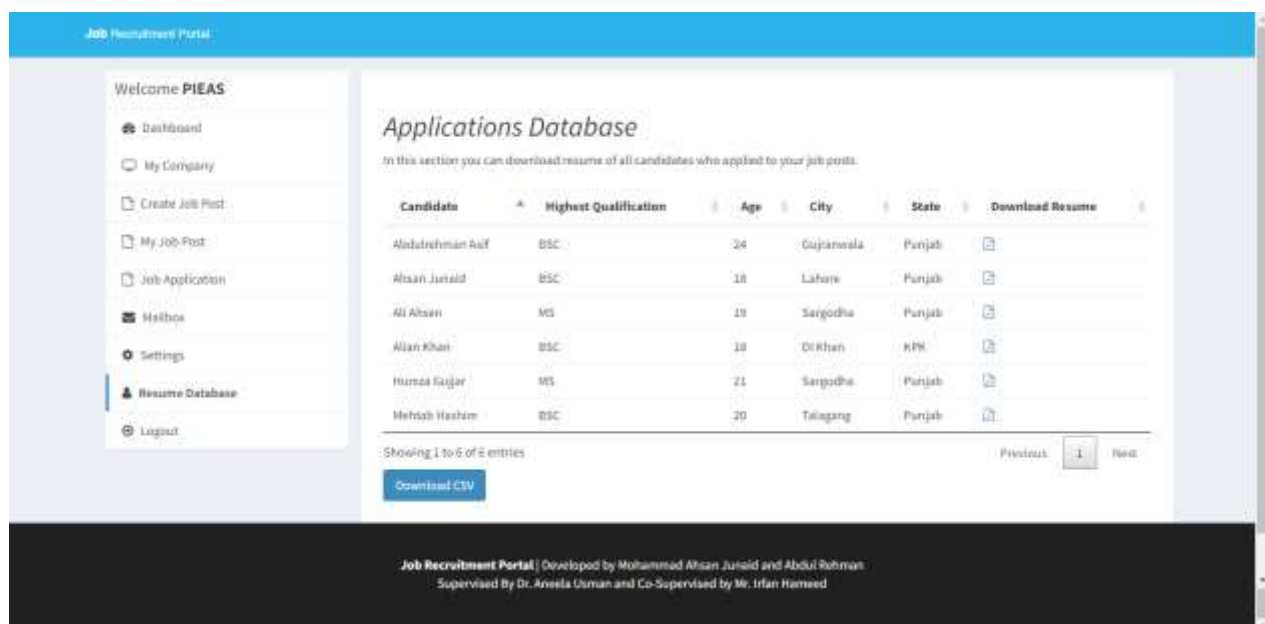 Job Recruitment Portal
Welcome PIEAS
Dashboard
My Company
Create Job Post
My Job Post
Job Application
Mailbox
Settings
Resume Database
Logout
Applications Database
In this section you can download resume of all candidates who applied to your job posts
Candidate Highest Qualification Age City State Download Resume
Abdulrehman Asif BSC 24 Gujranwala Punjab
Ahsan Junaid BSC 18 Lahore Punjab
Ali Ahsen MS 19 Sargodha Punjab
Alian Khan BSC 18 DI Khan KPK
Humza Gujjar MS 21 Sargodha Punjab
Mehtab Hashim BSC 20 Talagang Punjab
Showing 1 to 6 of 6 entries
Previous 1 Next
Download CSV
Job Recruitment Portal | Developed by Mohammad Ahsan Junaid and Abdul Rehman
Supervised By Dr. Aneela Usman and Co-Supervised by Mr. Irfan Hameed